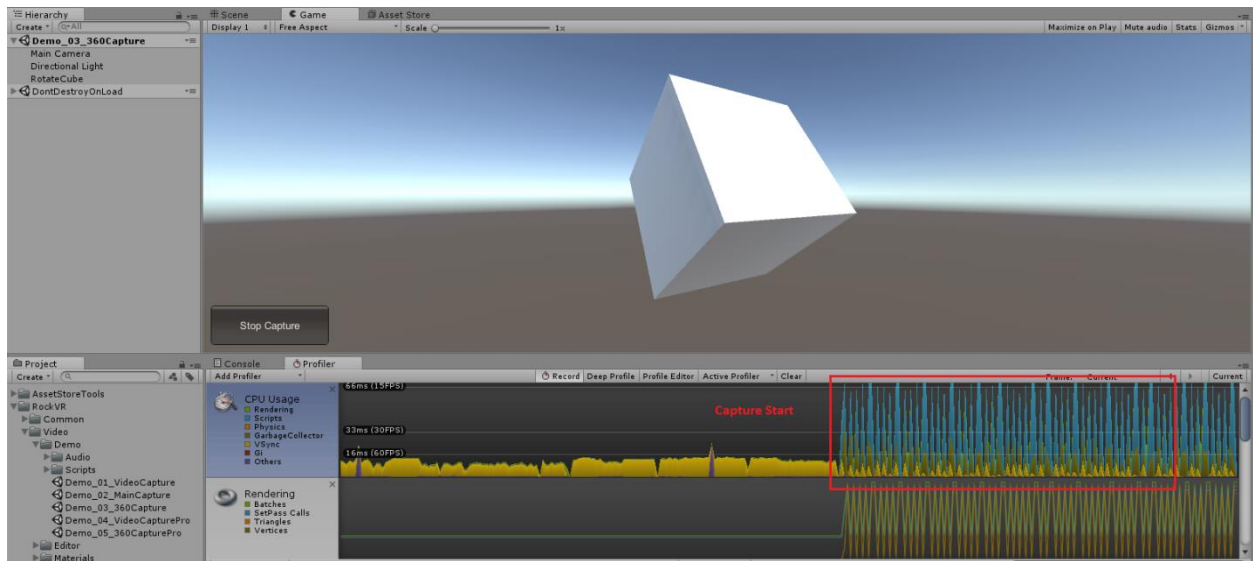 Hierarchy
Create
All
Demo_03_360Capture
Main Camera
Directional Light
RotateCube
DontDestroyOnLoad
Scene
Game
Asset Store
Display 1
Free Aspect
Scale
1x
Maximize on Play
Mute audio
Stats
Gizmos
Stop Capture
Project
Create
AssetStoreTools
RockVR
Common
Video
Demo
Audio
Scripts
Demo_01_VideoCapture
Demo_02_MainCapture
Demo_03_360Capture
Demo_04_VideoCapturePro
Demo_05_360CapturePro
Editor
Materials
Console
Profiler
Add Profiler
Record
Deep Profile
Profile Editor
Active Profiler
Clear
Frame:
Current
Current
CPU Usage
Rendering
Scripts
Physics
GarbageCollector
VSync
Gi
Others
66ms (15FPS)
33ms (30FPS)
16ms (60FPS)
Capture Start
Rendering
Batches
SetPass Calls
Triangles
Vertices